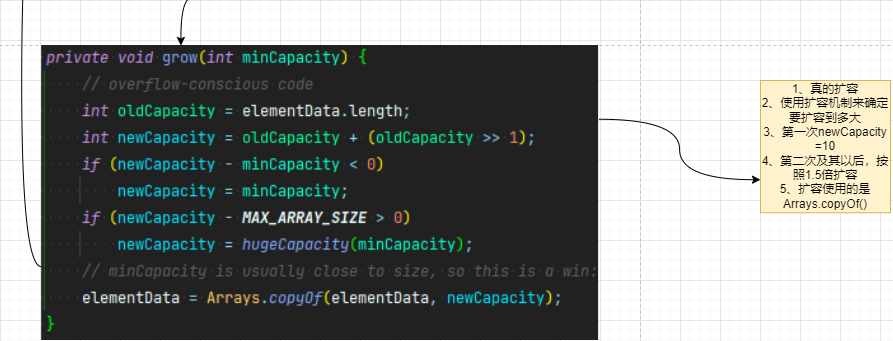 private void grow(int minCapacity) {
// overflow-conscious code
int oldCapacity = elementData.length;
int newCapacity = oldCapacity + (oldCapacity >> 1);
if (newCapacity - minCapacity < 0)
newCapacity = minCapacity;
if (newCapacity - MAX_ARRAY_SIZE > 0)
newCapacity = hugeCapacity(minCapacity);
// minCapacity is usually close to size, so this is a win:
elementData = Arrays.copyOf(elementData, newCapacity);
}
1、真的扩容
2、使用扩容机制来确定
要扩容到多大
3、第一次newCapacity
=10
4、第二次及其以后，按
照1.5倍扩容
5、扩容使用的是
Arrays.copyOf()